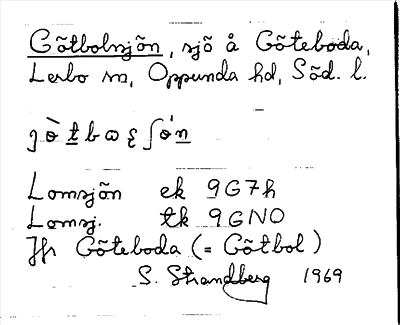 Götbolsjön, sjö å Göteboda,
Lerbo sn, Oppunda hd, Söd. l.
Lomsjön ek 9G7h
Lomsj. tk 9GNO
Jfr Göteboda (= Götbol)
S. Strandberg 1969